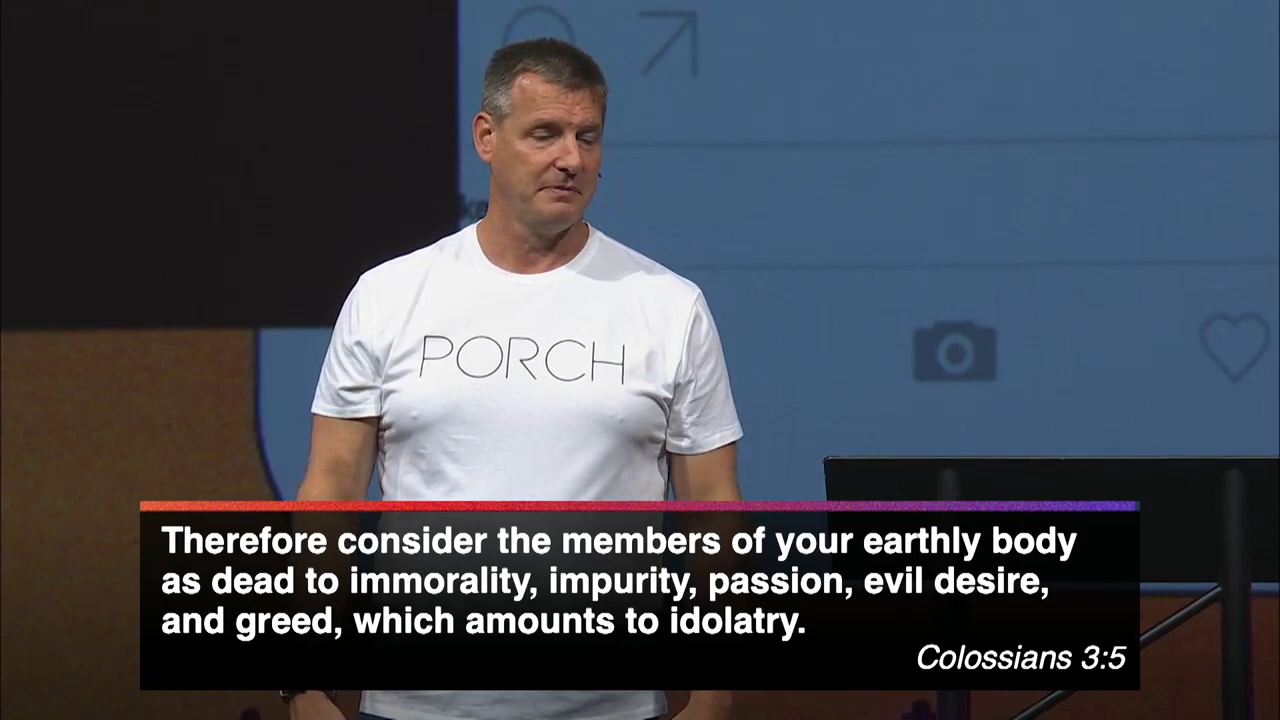 PORCH
Therefore consider the members of your earthly body
as dead to immorality, impurity, passion, evil desire,
and greed, which amounts to idolatry.
Colossians 3:5